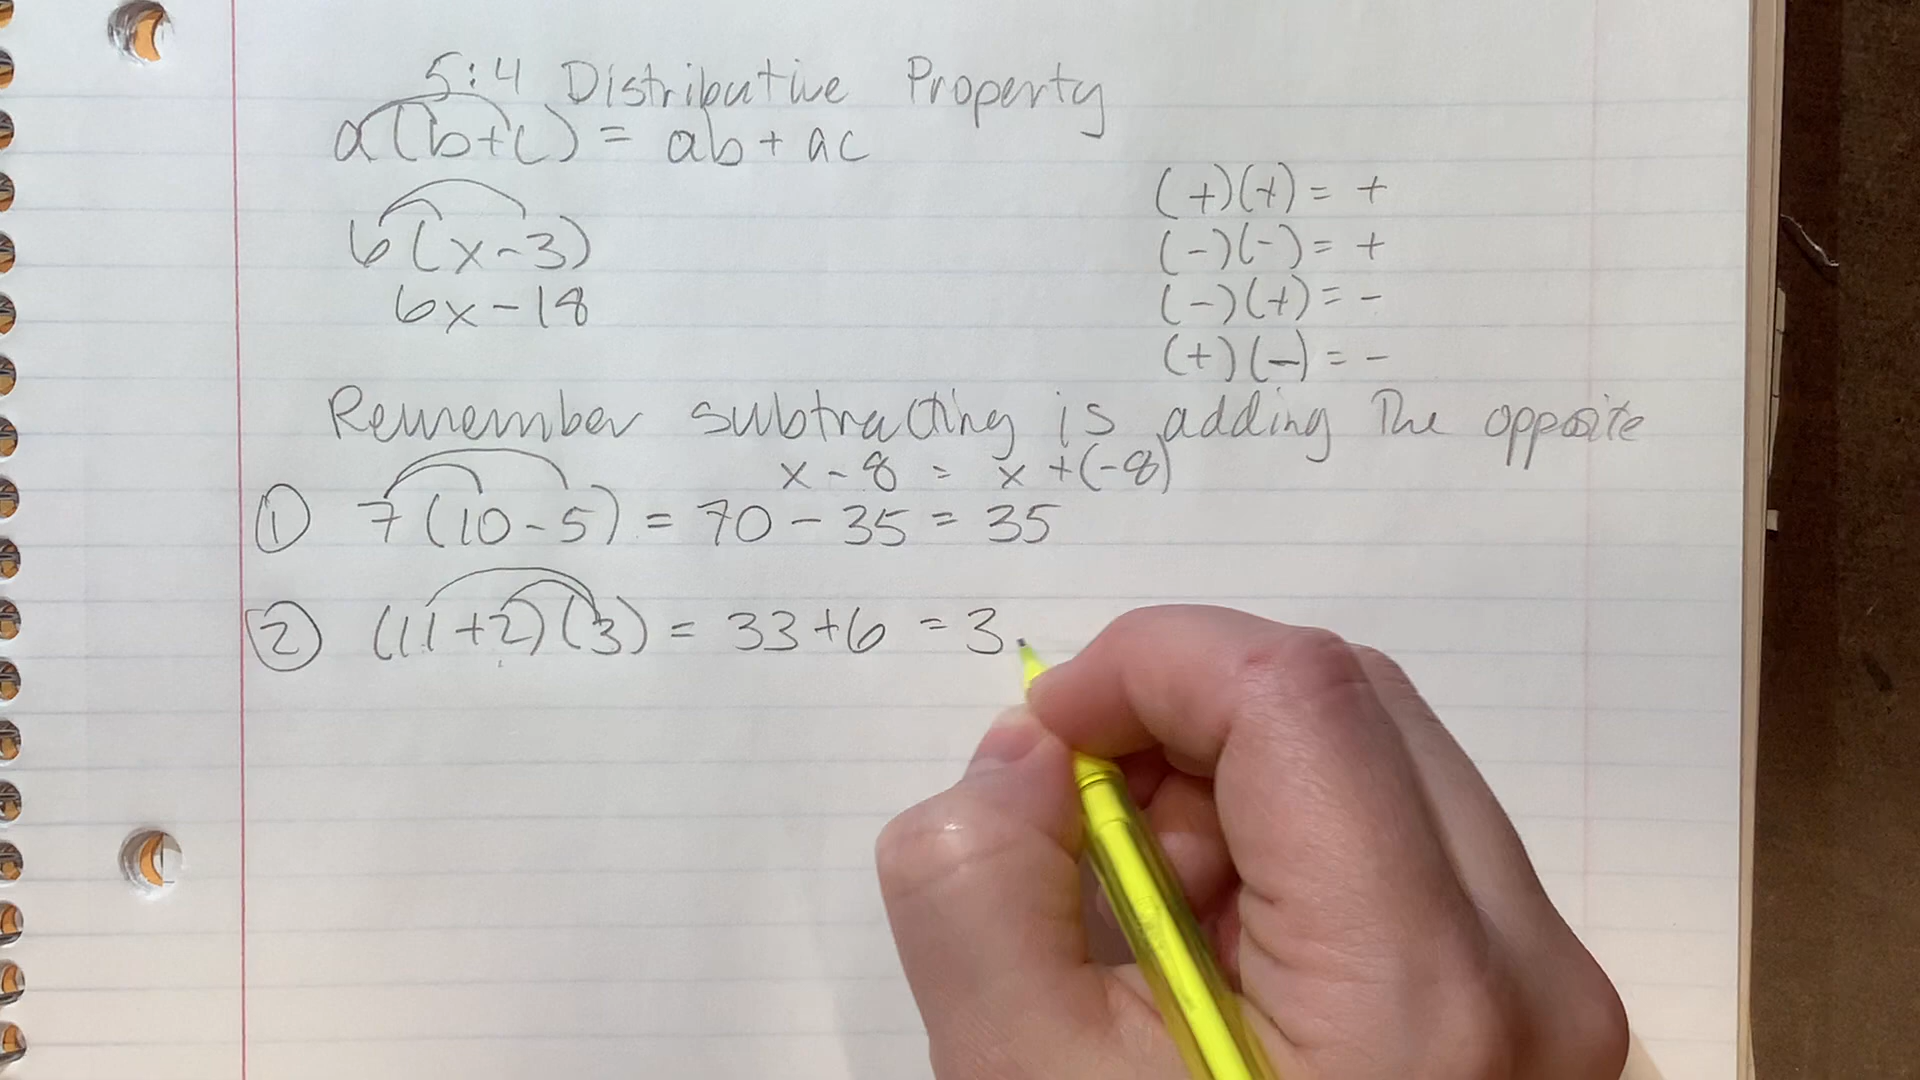 5:4 Distributive Property
a(b+c) = ab + ac
(+)(+) = +
6(x-3)
(-)(-) = +
6x-18
(-)(+) = -
(+)(-) = -
Remember subtracting is adding The opposite
x - 8 = x + (-8)
① 7(10-5) = 70 - 35 = 35
② (11+2)(3) = 33+6 = 3